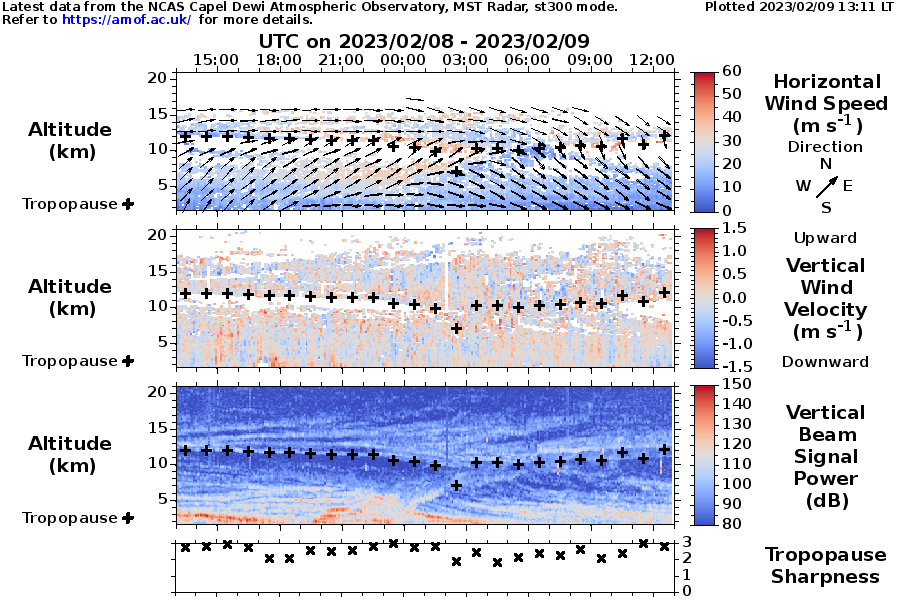 Latest data from the NCAS Capel Dewi Atmospheric Observatory, MST Radar, st300 mode.
Plotted 2023/02/09 13:11 LT
Refer to https://amof.ac.uk/ for more details.
UTC on 2023/02/08 - 2023/02/09
15:00 18:00 21:00 00:00 03:00 06:00 09:00 12:00
20
15
10
5
Altitude
(km)
Tropopause
60
50
40
30
20
10
0
Horizontal
Wind Speed
(m s-1)
Direction
N
W E
S
20
15
10
5
Altitude
(km)
Tropopause
1.5
1.0
0.5
0.0
-0.5
-1.0
-1.5
Upward
Vertical
Wind
Velocity
(m s-1)
Downward
20
15
10
5
Altitude
(km)
Tropopause
150
140
130
120
110
100
90
80
Vertical
Beam
Signal
Power
(dB)
3
2
1
0
Tropopause
Sharpness